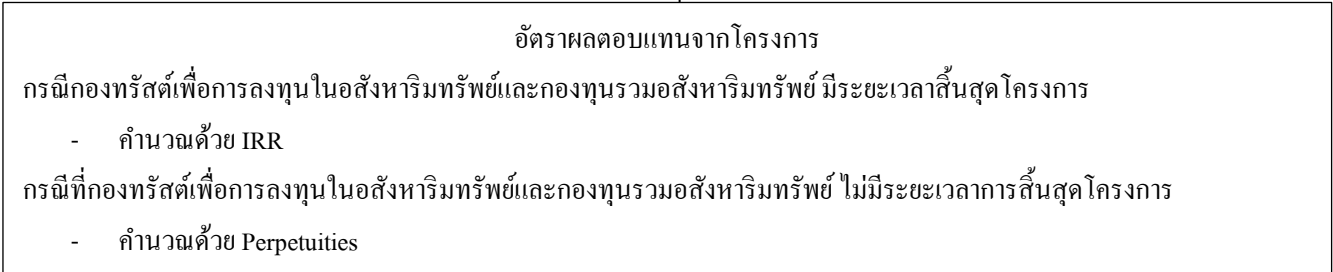 อัตราผลตอบแทนจากโครงการ
กรณีกองทรัสต์เพื่อการลงทุนในอสังหาริมทรัพย์และกองทุนรวมอสังหาริมทรัพย์ มีระยะเวลาสิ้นสุดโครงการ
- คำนวณด้วย IRR
กรณีที่กองทรัสต์เพื่อการลงทุนในอสังหาริมทรัพย์และกองทุนรวมอสังหาริมทรัพย์ ไม่มีระยะเวลาการสิ้นสุดโครงการ
- คำนวณด้วย Perpetuities